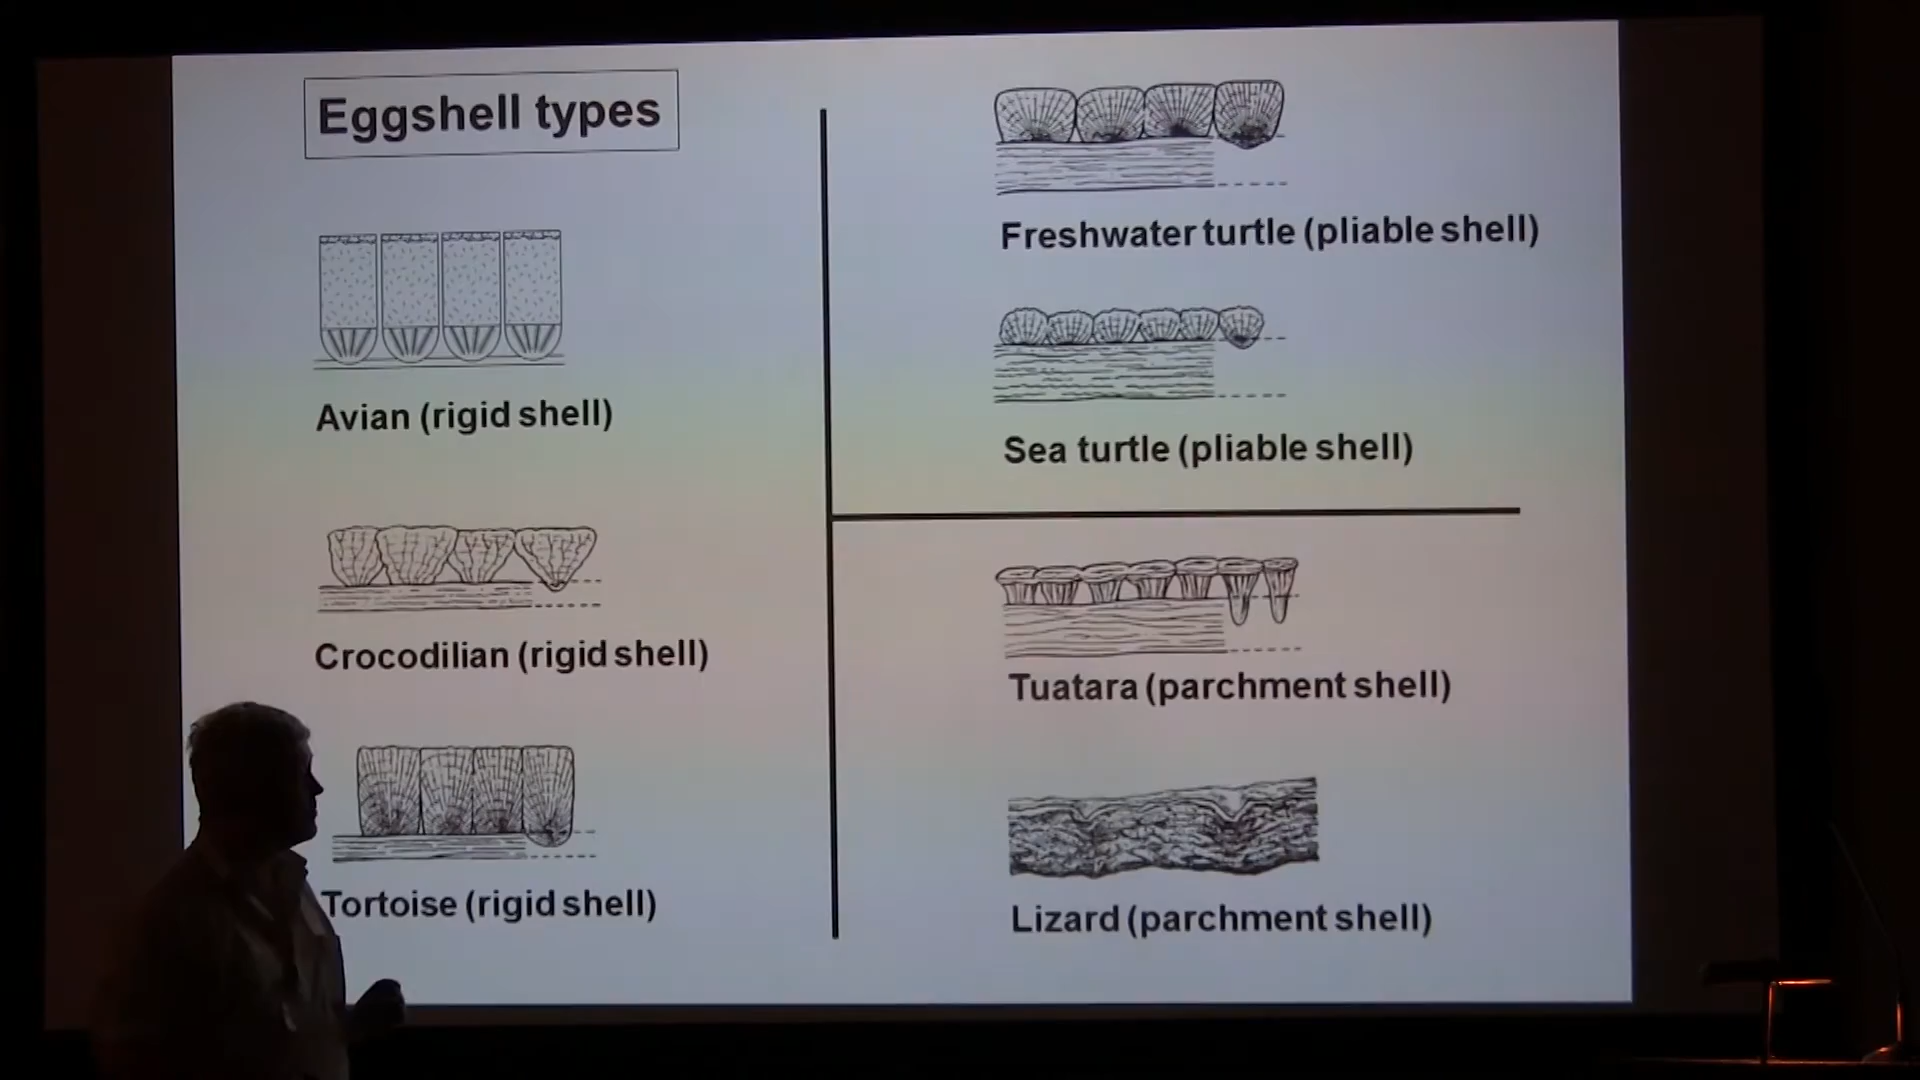 Eggshell types
Avian (rigid shell)
Crocodilian (rigid shell)
Tortoise (rigid shell)
Freshwater turtle (pliable shell)
Sea turtle (pliable shell)
Tuatara (parchment shell)
Lizard (parchment shell)